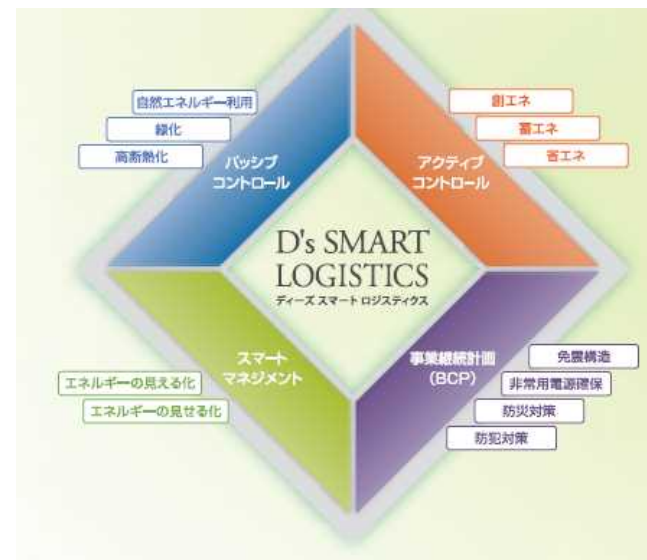 自然エネルギー利用
緑化
高断熱化
パッシブ
コントロール
創エネ
蓄エネ
省エネ
アクティブ
コントロール
D's SMART
LOGISTICS
ディーズ スマート ロジスティクス
スマート
マネジメント
エネルギーの見える化
エネルギーの見せる化
事業継続計画
(BCP)
免震構造
非常用電源確保
防災対策
防犯対策